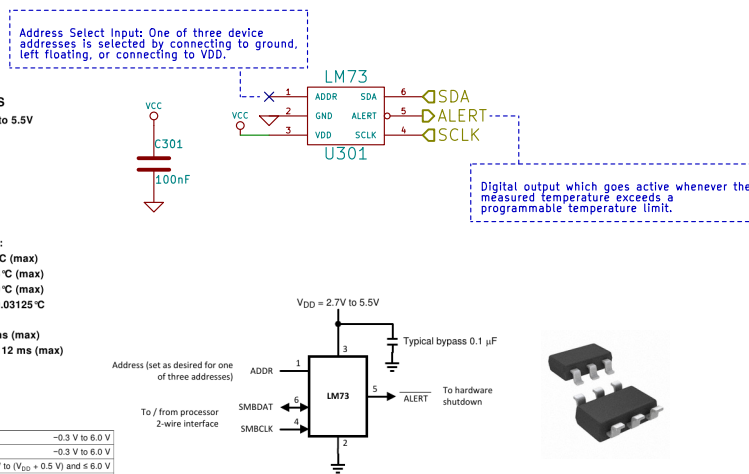 Address Select Input: One of three device
addresses is selected by connecting to ground,
left floating, or connecting to VDD.
LM73
1 ADDR SDA 6 SDA
2 GND ALERT 5 ALERT
VCC 3 VDD SCLK 4 SCLK
U301
VCC
C301
100nF
to 5.5V
Digital output which goes active whenever the
measured temperature exceeds a
programmable temperature limit.
:
C (max)
°C (max)
°C (max)
.03125°C
ms (max)
12 ms (max)
VDD = 2.7V to 5.5V
Typical bypass 0.1 μF
3
Address (set as desired for one
of three addresses)
ADDR 1
LM73
5 ALERT
To hardware
shutdown
To / from processor
2-wire interface
SMBDAT 6
SMBCLK 4
2
−0.3 V to 6.0 V
−0.3 V to 6.0 V
to (VDD + 0.5 V) and ≤ 6.0 V